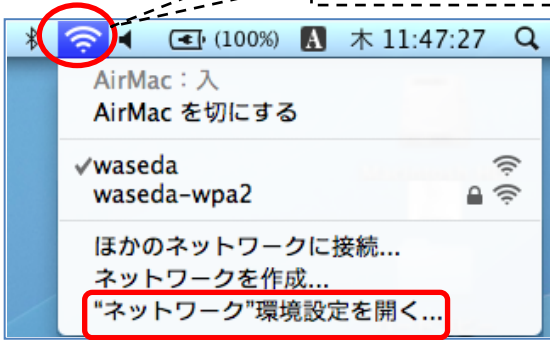 (100%) A 木 11:47:27
AirMac：入
AirMac を切にする
✓waseda
waseda-wpa2
ほかのネットワークに接続...
ネットワークを作成...
“ネットワーク”環境設定を開く...